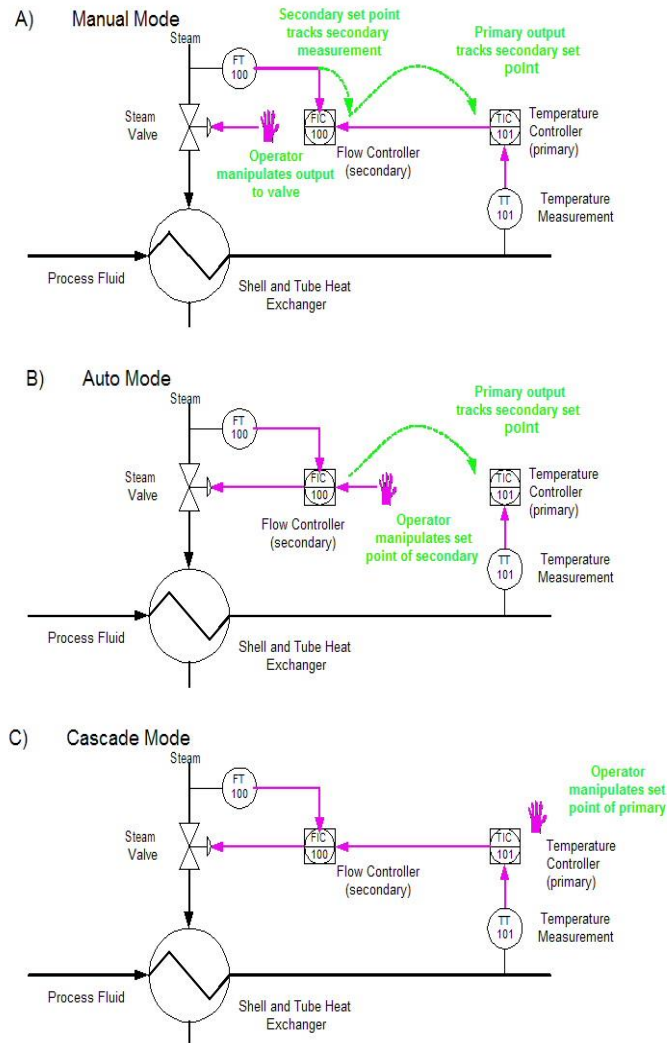 A) Manual Mode
Steam
Secondary set point
tracks secondary
measurement
Primary output
tracks secondary set
point
FT
100
Steam
Valve
Operator
manipulates output
to valve
FIC
100
Flow Controller
(secondary)
TIC
101
Temperature
Controller
(primary)
TT
101
Temperature
Measurement
Process Fluid
Shell and Tube Heat
Exchanger
B) Auto Mode
Steam
Primary output
tracks secondary set
point
FT
100
Steam
Valve
FIC
100
Flow Controller
(secondary)
Operator
manipulates set
point of secondary
TIC
101
Temperature
Controller
(primary)
TT
101
Temperature
Measurement
Process Fluid
Shell and Tube Heat
Exchanger
C) Cascade Mode
Steam
FT
100
Operator
manipulates set
point of primary
Steam
Valve
FIC
100
Flow Controller
(secondary)
TIC
101
Temperature
Controller
(primary)
TT
101
Temperature
Measurement
Process Fluid
Shell and Tube Heat
Exchanger